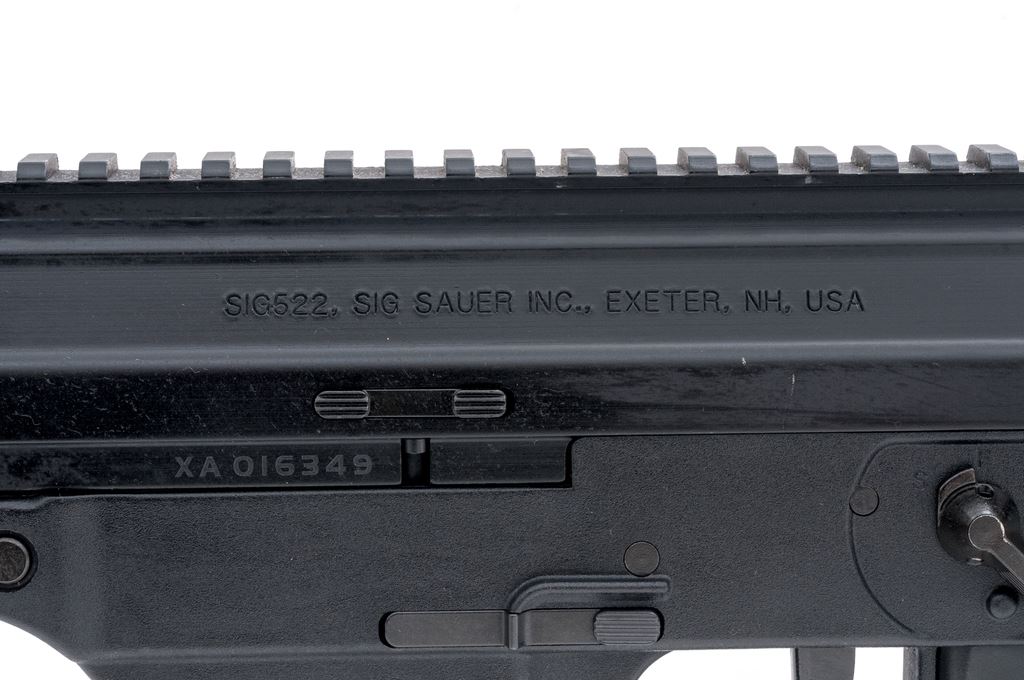 SIG522, SIG SAUER INC., EXETER, NH, USA
XA 016349
S